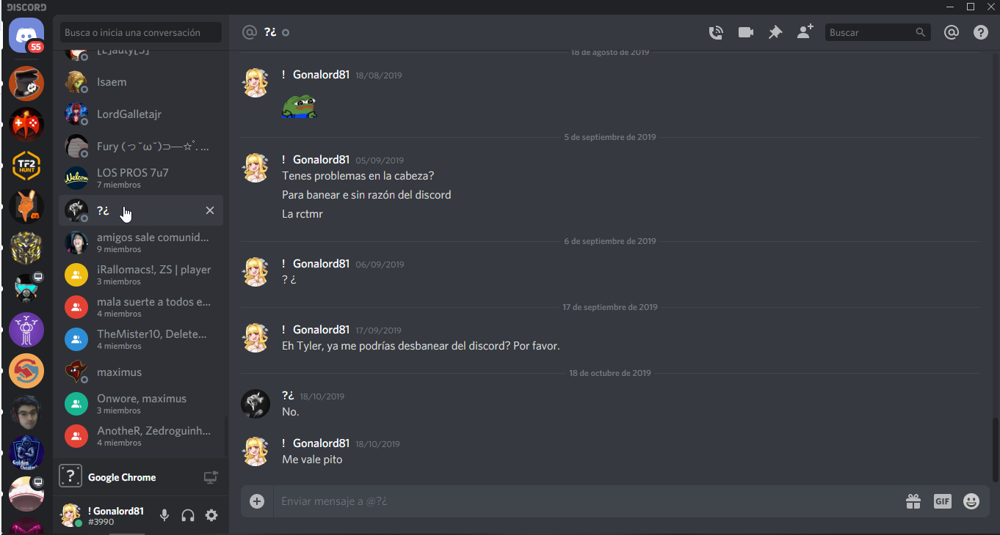 DISCORD
55
TF2
HUNT
Golden
Cheater
Busca o inicia una conversación
[L]auty[J]
Isaem
LordGalletajr
Fury (っ˘ω˘)⊃━☆ﾟ. ...
Welcom
LOS PROS 7u7
7 miembros
?¿
amigos sale comunid...
9 miembros
iRallomacs!, ZS | player
3 miembros
mala suerte a todos e...
4 miembros
TheMister10, Delete...
4 miembros
maximus
Onwore, maximus
3 miembros
AnotheR, Zedroguinh...
4 miembros
?
Google Chrome
! Gonalord81
#3990
@ ?¿
Buscar
@
?
18 de agosto de 2019
! Gonalord81 18/08/2019
5 de septiembre de 2019
! Gonalord81 05/09/2019
Tenes problemas en la cabeza?
Para banear e sin razón del discord
La rctmr
6 de septiembre de 2019
! Gonalord81 06/09/2019
? ¿
17 de septiembre de 2019
! Gonalord81 17/09/2019
Eh Tyler, ya me podrías desbanear del discord? Por favor.
18 de octubre de 2019
?¿ 18/10/2019
No.
! Gonalord81 18/10/2019
Me vale pito
Enviar mensaje a @?¿
GIF